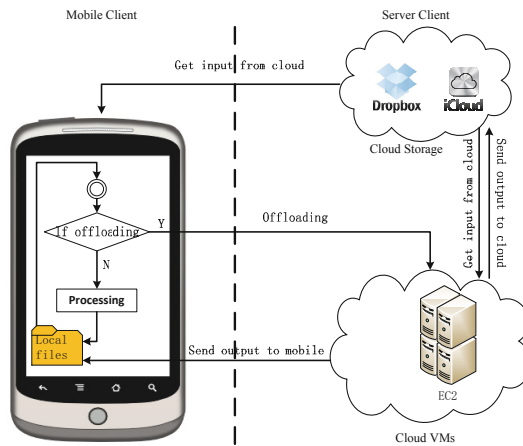 Mobile Client
Server Client
Get input from cloud
Dropbox
iCloud
Cloud Storage
Get input from cloud
Send output to cloud
If offloading
Y
Offloading
N
Processing
Local
files
Send output to mobile
EC2
Cloud VMs